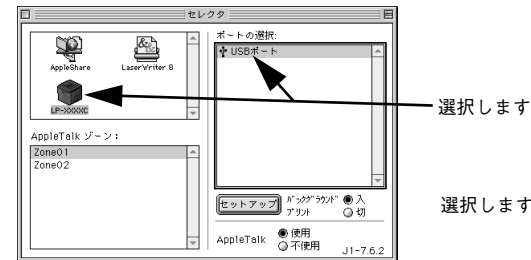 セレクタ
ポートの選択:
USBポート
AppleShare
LaserWriter 8
LP-XXXXC
選択します
AppleTalk ゾーン：
Zone01
Zone02
選択します
セットアップ
バックグラウンド
プリント
入
切
AppleTalk
使用
不使用
J1-7.6.2